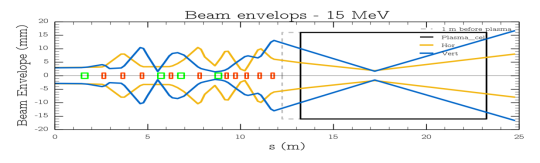 Beam envelops - 15 MeV
Beam Envelope (mm)
20
15
10
5
0
−5
−10
−15
−20
1 m before plasma
Plasma_cell
Hor
Vert
0
5
10
15
20
25
s (m)